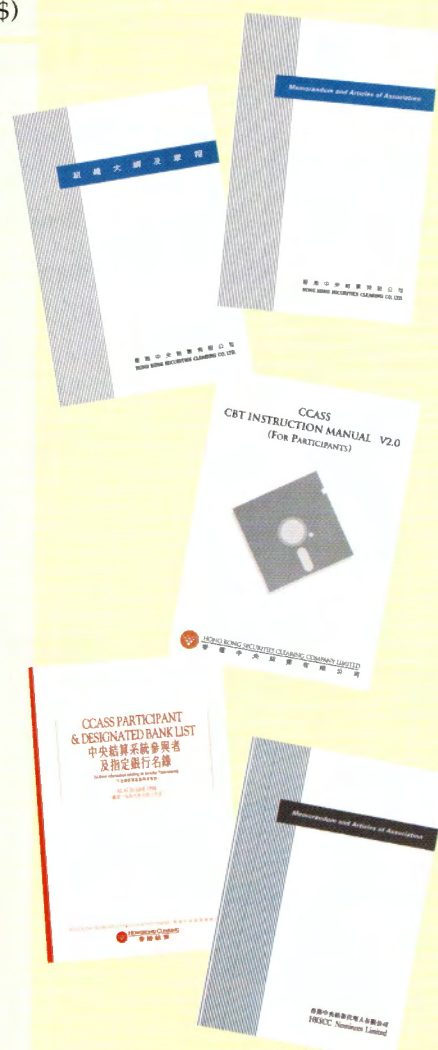 $)
Memorandum and Articles of Association
組織大綱及章程
香港中央結算有限公司
HONG KONG SECURITIES CLEARING CO. LTD.
香港中央結算有限公司
HONG KONG SECURITIES CLEARING CO. LTD.
CCASS
CBT INSTRUCTION MANUAL V2.0
(FOR PARTICIPANTS)
HONG KONG SECURITIES CLEARING COMPANY LIMITED
香港中央結算有限公司
CCASS PARTICIPANT
& DESIGNATED BANK LIST
中央結算系統參與者
及指定銀行名錄
HONGKONG CLEARING
香港結算
Memorandum and Articles of Association
香港中央結算代理人有限公司
HKSCC Nominees Limited